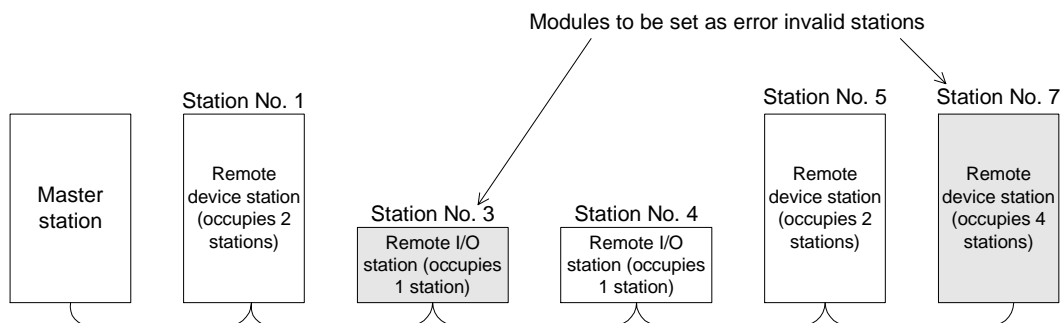 Modules to be set as error invalid stations
Station No. 1
Station No. 5
Station No. 7
Master
station
Remote
device station
(occupies 2
stations)
Station No. 3
Remote I/O
station (occupies
1 station)
Station No. 4
Remote I/O
station (occupies
1 station)
Remote
device station
(occupies 2
stations)
Remote
device station
(occupies 4
stations)